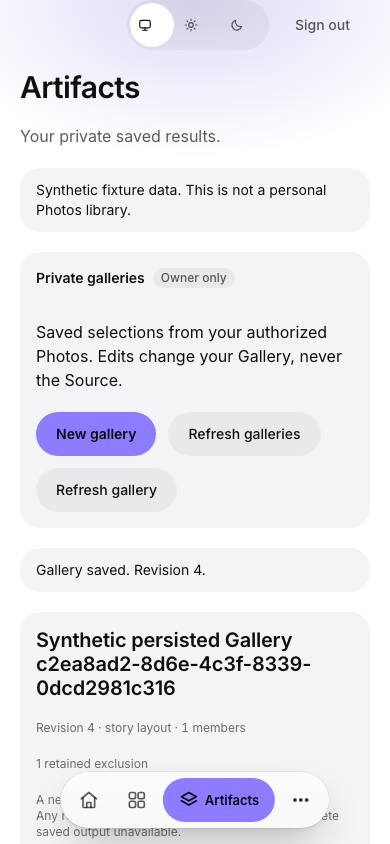 Sign out
Artifacts
Your private saved results.
Synthetic fixture data. This is not a personal
Photos library.
Private galleries Owner only
Saved selections from your authorized
Photos. Edits change your Gallery, never
the Source.
New gallery Refresh galleries
Refresh gallery
Gallery saved. Revision 4.
Synthetic persisted Gallery
c2ea8ad2-8d6e-4c3f-8339-
0dcd2981c316
Revision 4 · story layout · 1 members
1 retained exclusion
A
Any
saved output unavailable.
Artifacts